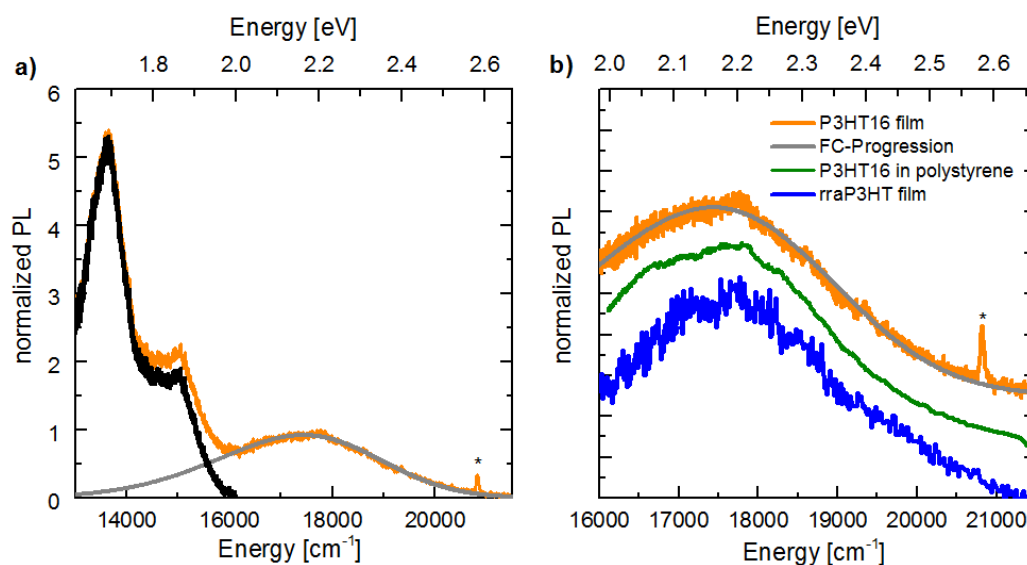 Energy [eV]
a)
1.8 2.0 2.2 2.4 2.6
6
5
4
3
2
1
0
normalized PL
*
14000 16000 18000 20000
Energy [cm-1]
Energy [eV]
b)
2.0 2.1 2.2 2.3 2.4 2.5 2.6
P3HT16 film
FC-Progression
P3HT16 in polystyrene
rraP3HT film
normalized PL
*
16000 17000 18000 19000 20000 21000
Energy [cm-1]